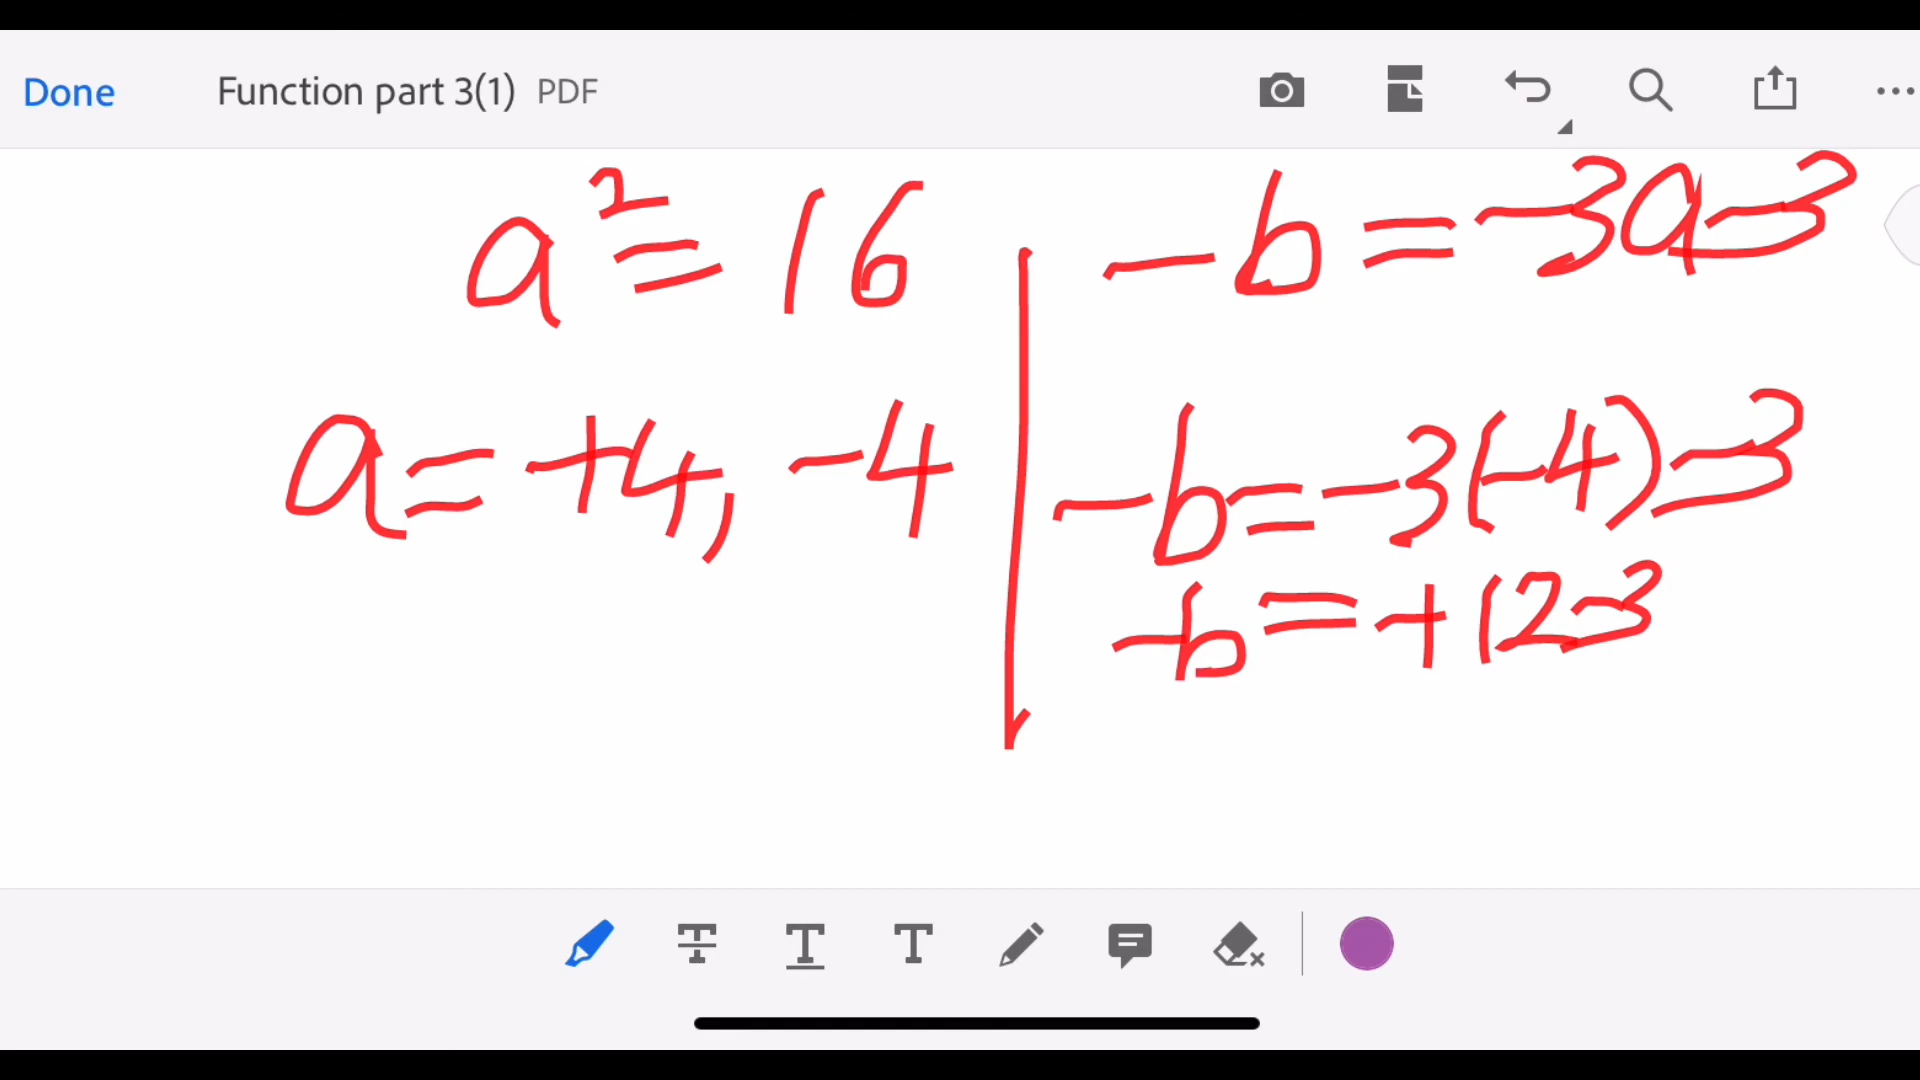 Done Function part 3(1) PDF
a² = 16
a = +4, -4
-b = -3a-3
-b = -3(-4)-3
-b = +12-3